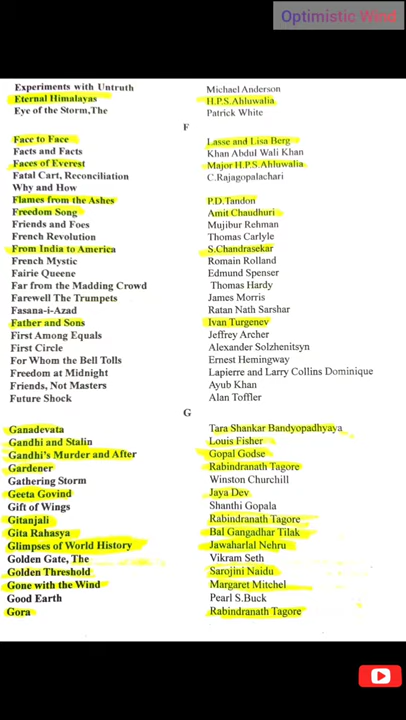 Optimistic Wind
Experiments with Untruth Michael Anderson
Eternal Himalayas H.P.S.Ahluwalia
Eye of the Storm,The Patrick White
F
Face to Face Lasse and Lisa Berg
Facts and Facts Khan Abdul Wali Khan
Faces of Everest Major H.P.S.Ahluwalia
Fatal Cart, Reconciliation C.Rajagopalachari
Why and How
Flames from the Ashes P.D.Tandon
Freedom Song Amit Chaudhuri
Friends and Foes Mujibur Rehman
French Revolution Thomas Carlyle
From India to America S.Chandrasekar
French Mystic Romain Rolland
Fairie Queene Edmund Spenser
Far from the Madding Crowd Thomas Hardy
Farewell The Trumpets James Morris
Fasana-i-Azad Ratan Nath Sarshar
Father and Sons Ivan Turgenev
First Among Equals Jeffrey Archer
First Circle Alexander Solzhenitsyn
For Whom the Bell Tolls Ernest Hemingway
Freedom at Midnight Lapierre and Larry Collins Dominique
Friends, Not Masters Ayub Khan
Future Shock Alan Toffler
G
Ganadevata Tara Shankar Bandyopadhyaya
Gandhi and Stalin Louis Fisher
Gandhi's Murder and After Gopal Godse
Gardener Rabindranath Tagore
Gathering Storm Winston Churchill
Geeta Govind Jaya Dev
Gift of Wings Shanthi Gopala
Gitanjali Rabindranath Tagore
Gita Rahasya Bal Gangadhar Tilak
Glimpses of World History Jawaharlal Nehru
Golden Gate, The Vikram Seth
Golden Threshold Sarojini Naidu
Gone with the Wind Margaret Mitchel
Good Earth Pearl S.Buck
Gora Rabindranath Tagore